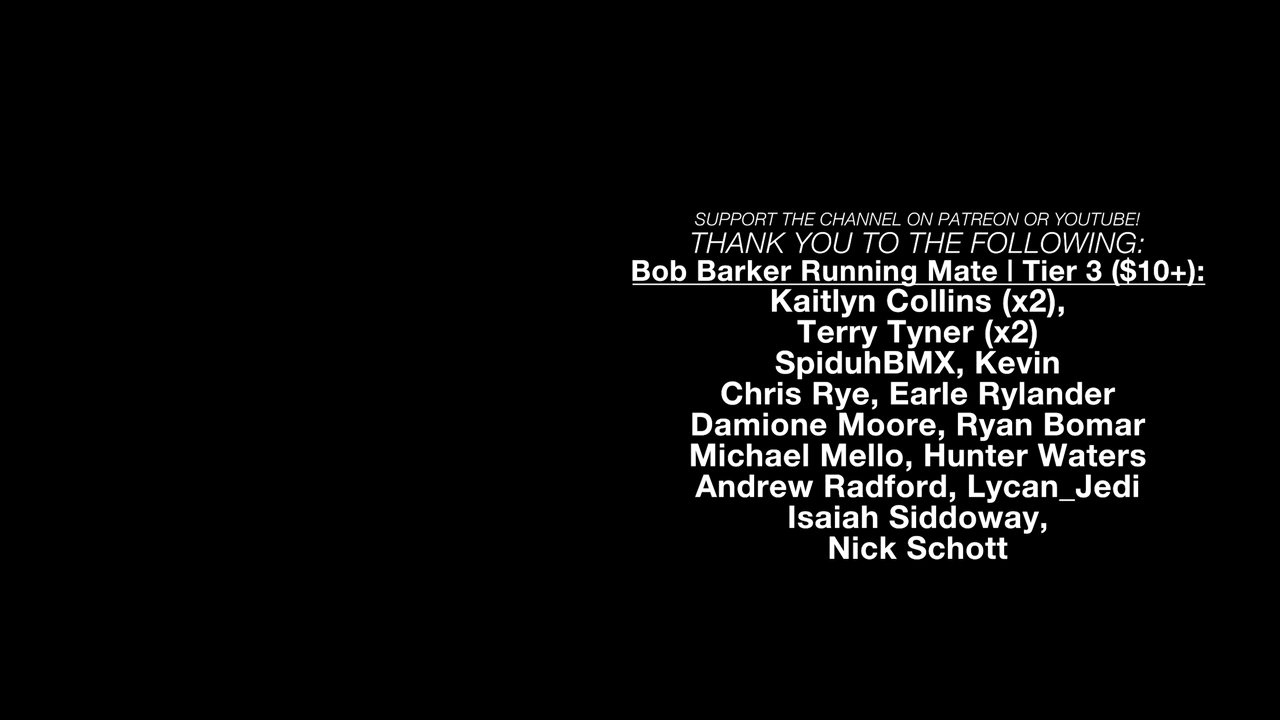 SUPPORT THE CHANNEL ON PATREON OR YOUTUBE!
THANK YOU TO THE FOLLOWING:
Bob Barker Running Mate | Tier 3 ($10+):
Kaitlyn Collins (x2),
Terry Tyner (x2)
SpiduhBMX, Kevin
Chris Rye, Earle Rylander
Damione Moore, Ryan Bomar
Michael Mello, Hunter Waters
Andrew Radford, Lycan_Jedi
Isaiah Siddoway,
Nick Schott